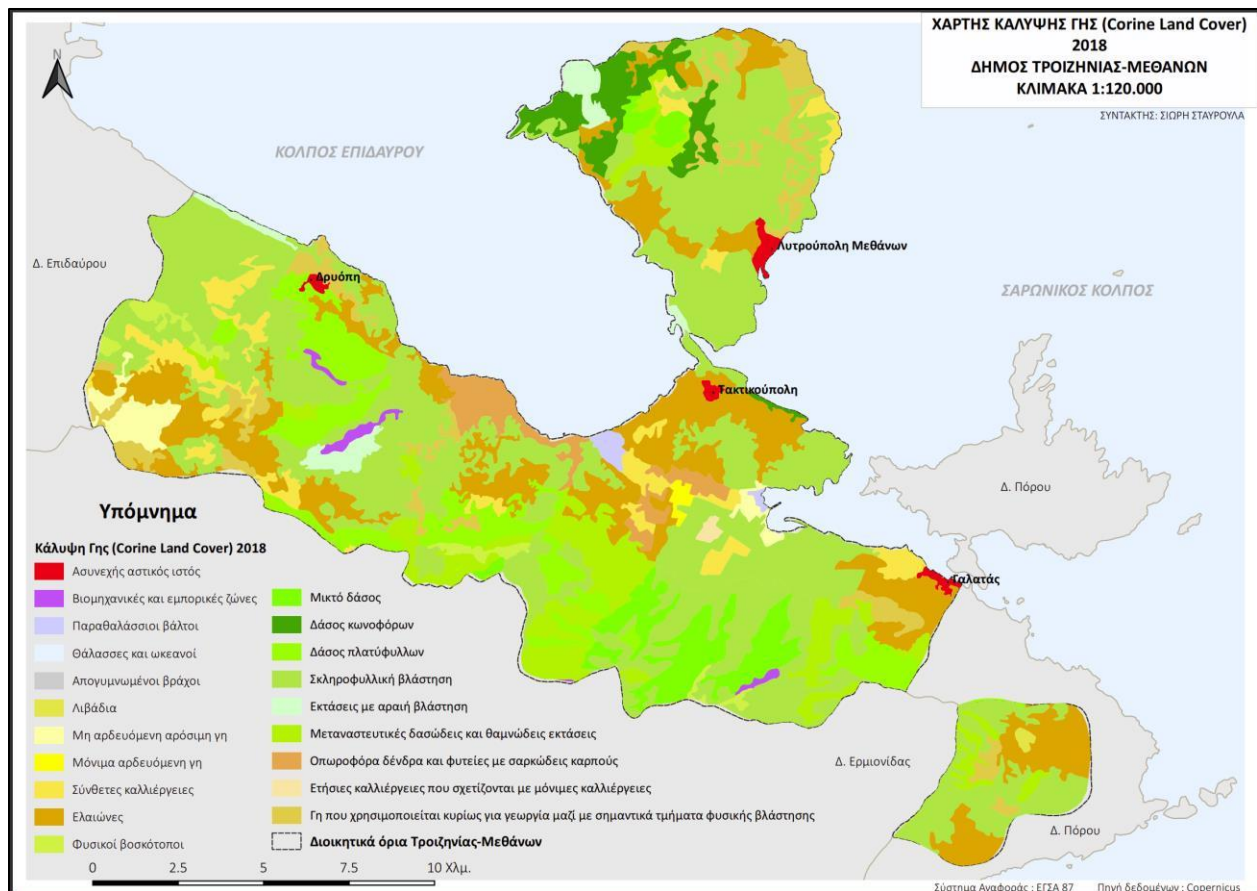 ΧΑΡΤΗΣ ΚΑΛΥΨΗΣ ΓΗΣ (Corine Land Cover)
2018
ΔΗΜΟΣ ΤΡΟΙΖΗΝΙΑΣ-ΜΕΘΑΝΩΝ
ΚΛΙΜΑΚΑ 1:120.000
ΣΥΝΤΑΚΤΗΣ: ΣΙΩΡΗ ΣΤΑΥΡΟΥΛΑ
N
ΚΟΛΠΟΣ ΕΠΙΔΑΥΡΟΥ
Λυτρούπολη Μεθάνων
Δ. Επιδαύρου
Δρυόπη
ΣΑΡΩΝΙΚΟΣ ΚΟΛΠΟΣ
Τακτικούπολη
Δ. Πόρου
Γαλατάς
Δ. Ερμιονίδας
Δ. Πόρου
Υπόμνημα
Κάλυψη Γης (Corine Land Cover) 2018
Ασυνεχής αστικός ιστός
Βιομηχανικές και εμπορικές ζώνες
Παραθαλάσσιοι βάλτοι
Θάλασσες και ωκεανοί
Απογυμνωμένοι βράχοι
Λιβάδια
Μη αρδευόμενη αρόσιμη γη
Μόνιμα αρδευόμενη γη
Σύνθετες καλλιέργειες
Ελαιώνες
Φυσικοί βοσκότοποι
Μικτό δάσος
Δάσος κωνοφόρων
Δάσος πλατύφυλλων
Σκληροφυλλική βλάστηση
Εκτάσεις με αραιή βλάστηση
Μεταναστευτικές δασώδεις και θαμνώδεις εκτάσεις
Οπωροφόρα δένδρα και φυτείες με σαρκώδεις καρπούς
Ετήσιες καλλιέργειες που σχετίζονται με μόνιμες καλλιέργειες
Γη που χρησιμοποιείται κυρίως για γεωργία μαζί με σημαντικά τμήματα φυσικής βλάστησης
Διοικητικά όρια Τροιζηνίας-Μεθάνων
0 2.5 5 7.5 10 Χλμ.
Σύστημα Αναφοράς : ΕΓΣΑ 87 Πηγή δεδομένων : Copernicus